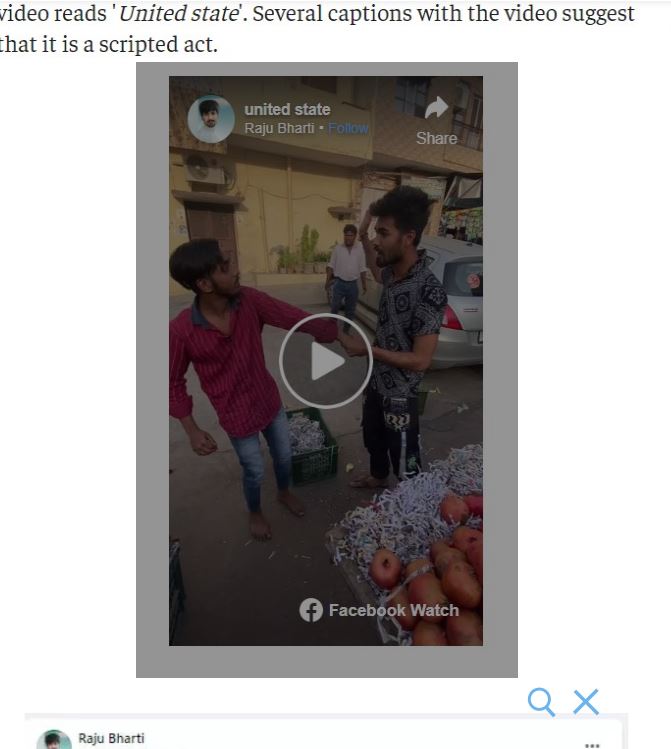 video reads 'United state'. Several captions with the video suggest
that it is a scripted act.
united state
Raju Bharti • Follow
Share
Facebook Watch
Raju Bharti